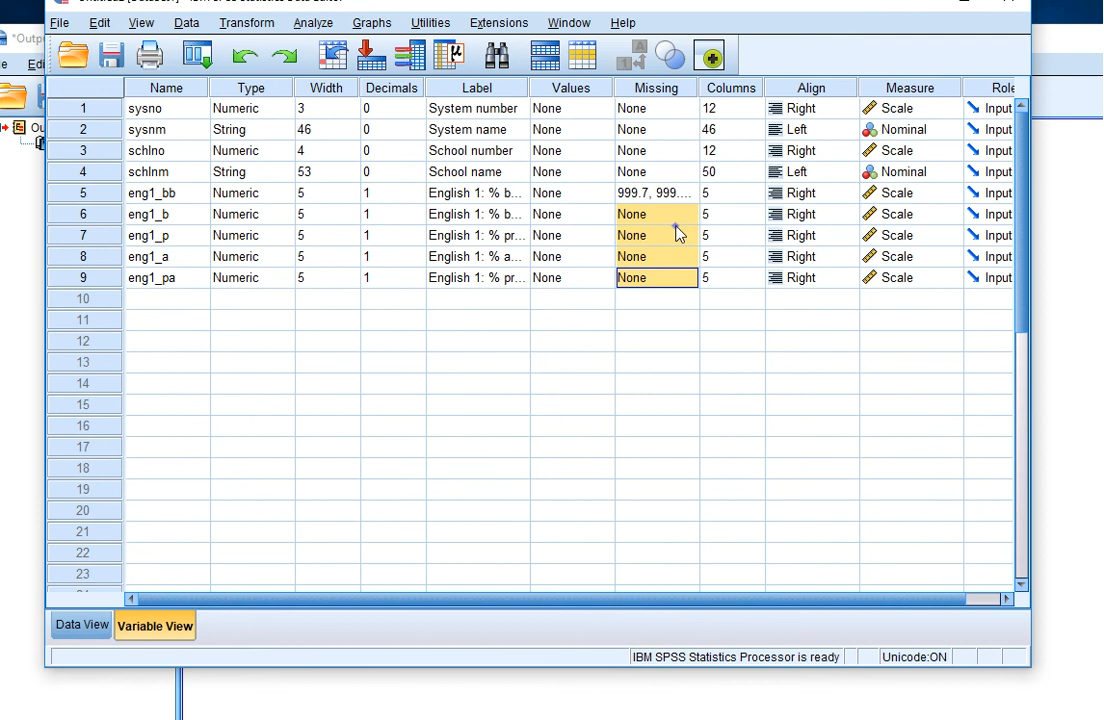 File Edit View Data Transform Analyze Graphs Utilities Extensions Window Help
Name Type Width Decimals Label Values Missing Columns Align Measure Role
1 sysno Numeric 3 0 System number None None 12 Right Scale Input
2 sysnm String 46 0 System name None None 46 Left Nominal Input
3 schlno Numeric 4 0 School number None None 12 Right Scale Input
4 schlnm String 53 0 School name None None 50 Left Nominal Input
5 eng1_bb Numeric 5 1 English 1: % b... None 999.7, 999.... 5 Right Scale Input
6 eng1_b Numeric 5 1 English 1: % b... None None 5 Right Scale Input
7 eng1_p Numeric 5 1 English 1: % pr... None None 5 Right Scale Input
8 eng1_a Numeric 5 1 English 1: % a... None None 5 Right Scale Input
9 eng1_pa Numeric 5 1 English 1: % pr... None None 5 Right Scale Input
10
11
12
13
14
15
16
17
18
19
20
21
22
23
Data View Variable View
IBM SPSS Statistics Processor is ready Unicode:ON